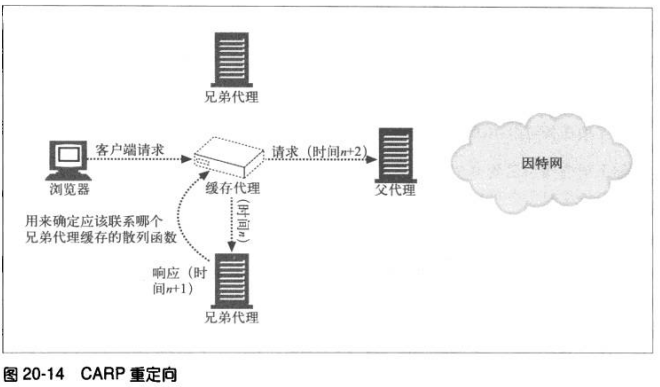 兄弟代理
客户端请求
请求（时间n+2）
浏览器
缓存代理
父代理
因特网
（时间n）
用来确定应该联系哪个
兄弟代理缓存的散列函数
响应（时
间n+1）
兄弟代理
图 20-14 CARP 重定向